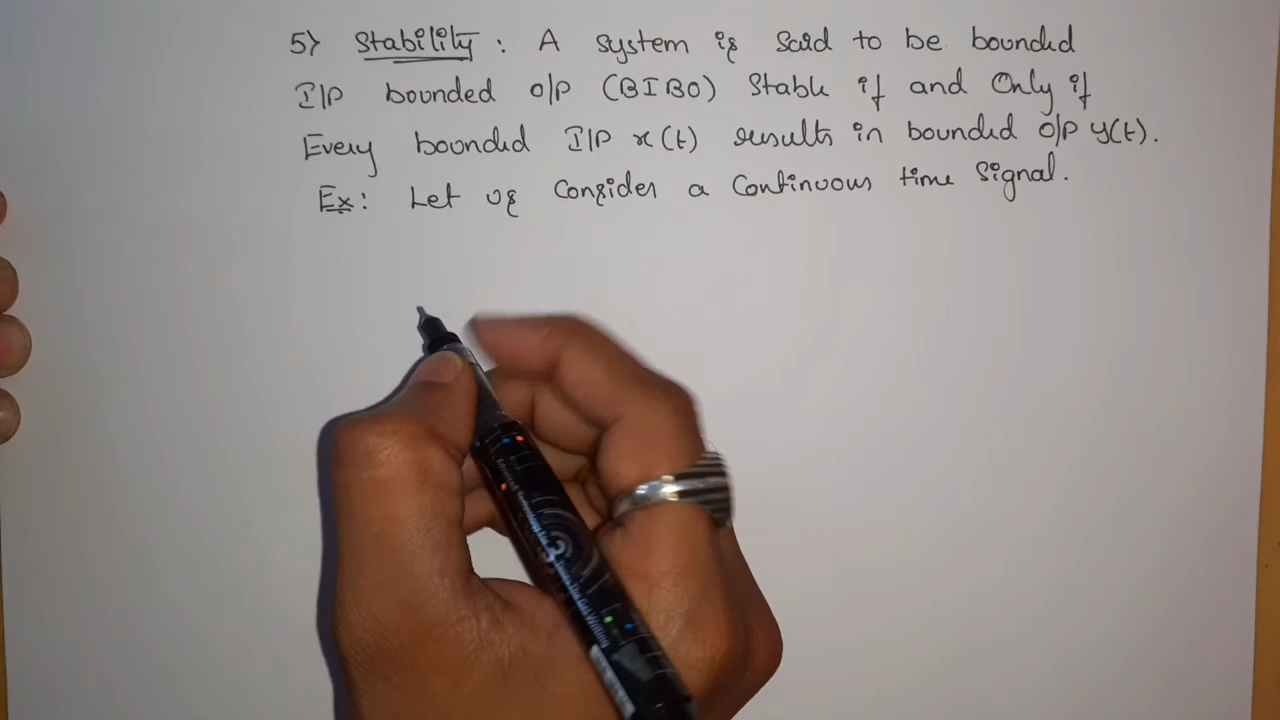 5) Stability : A system is said to be bounded
I/P bounded O/P (BIBO) Stable if and Only if
Every bounded I/P x(t) results in bounded O/P y(t).
Ex: Let us Consider a Continuous time Signal.